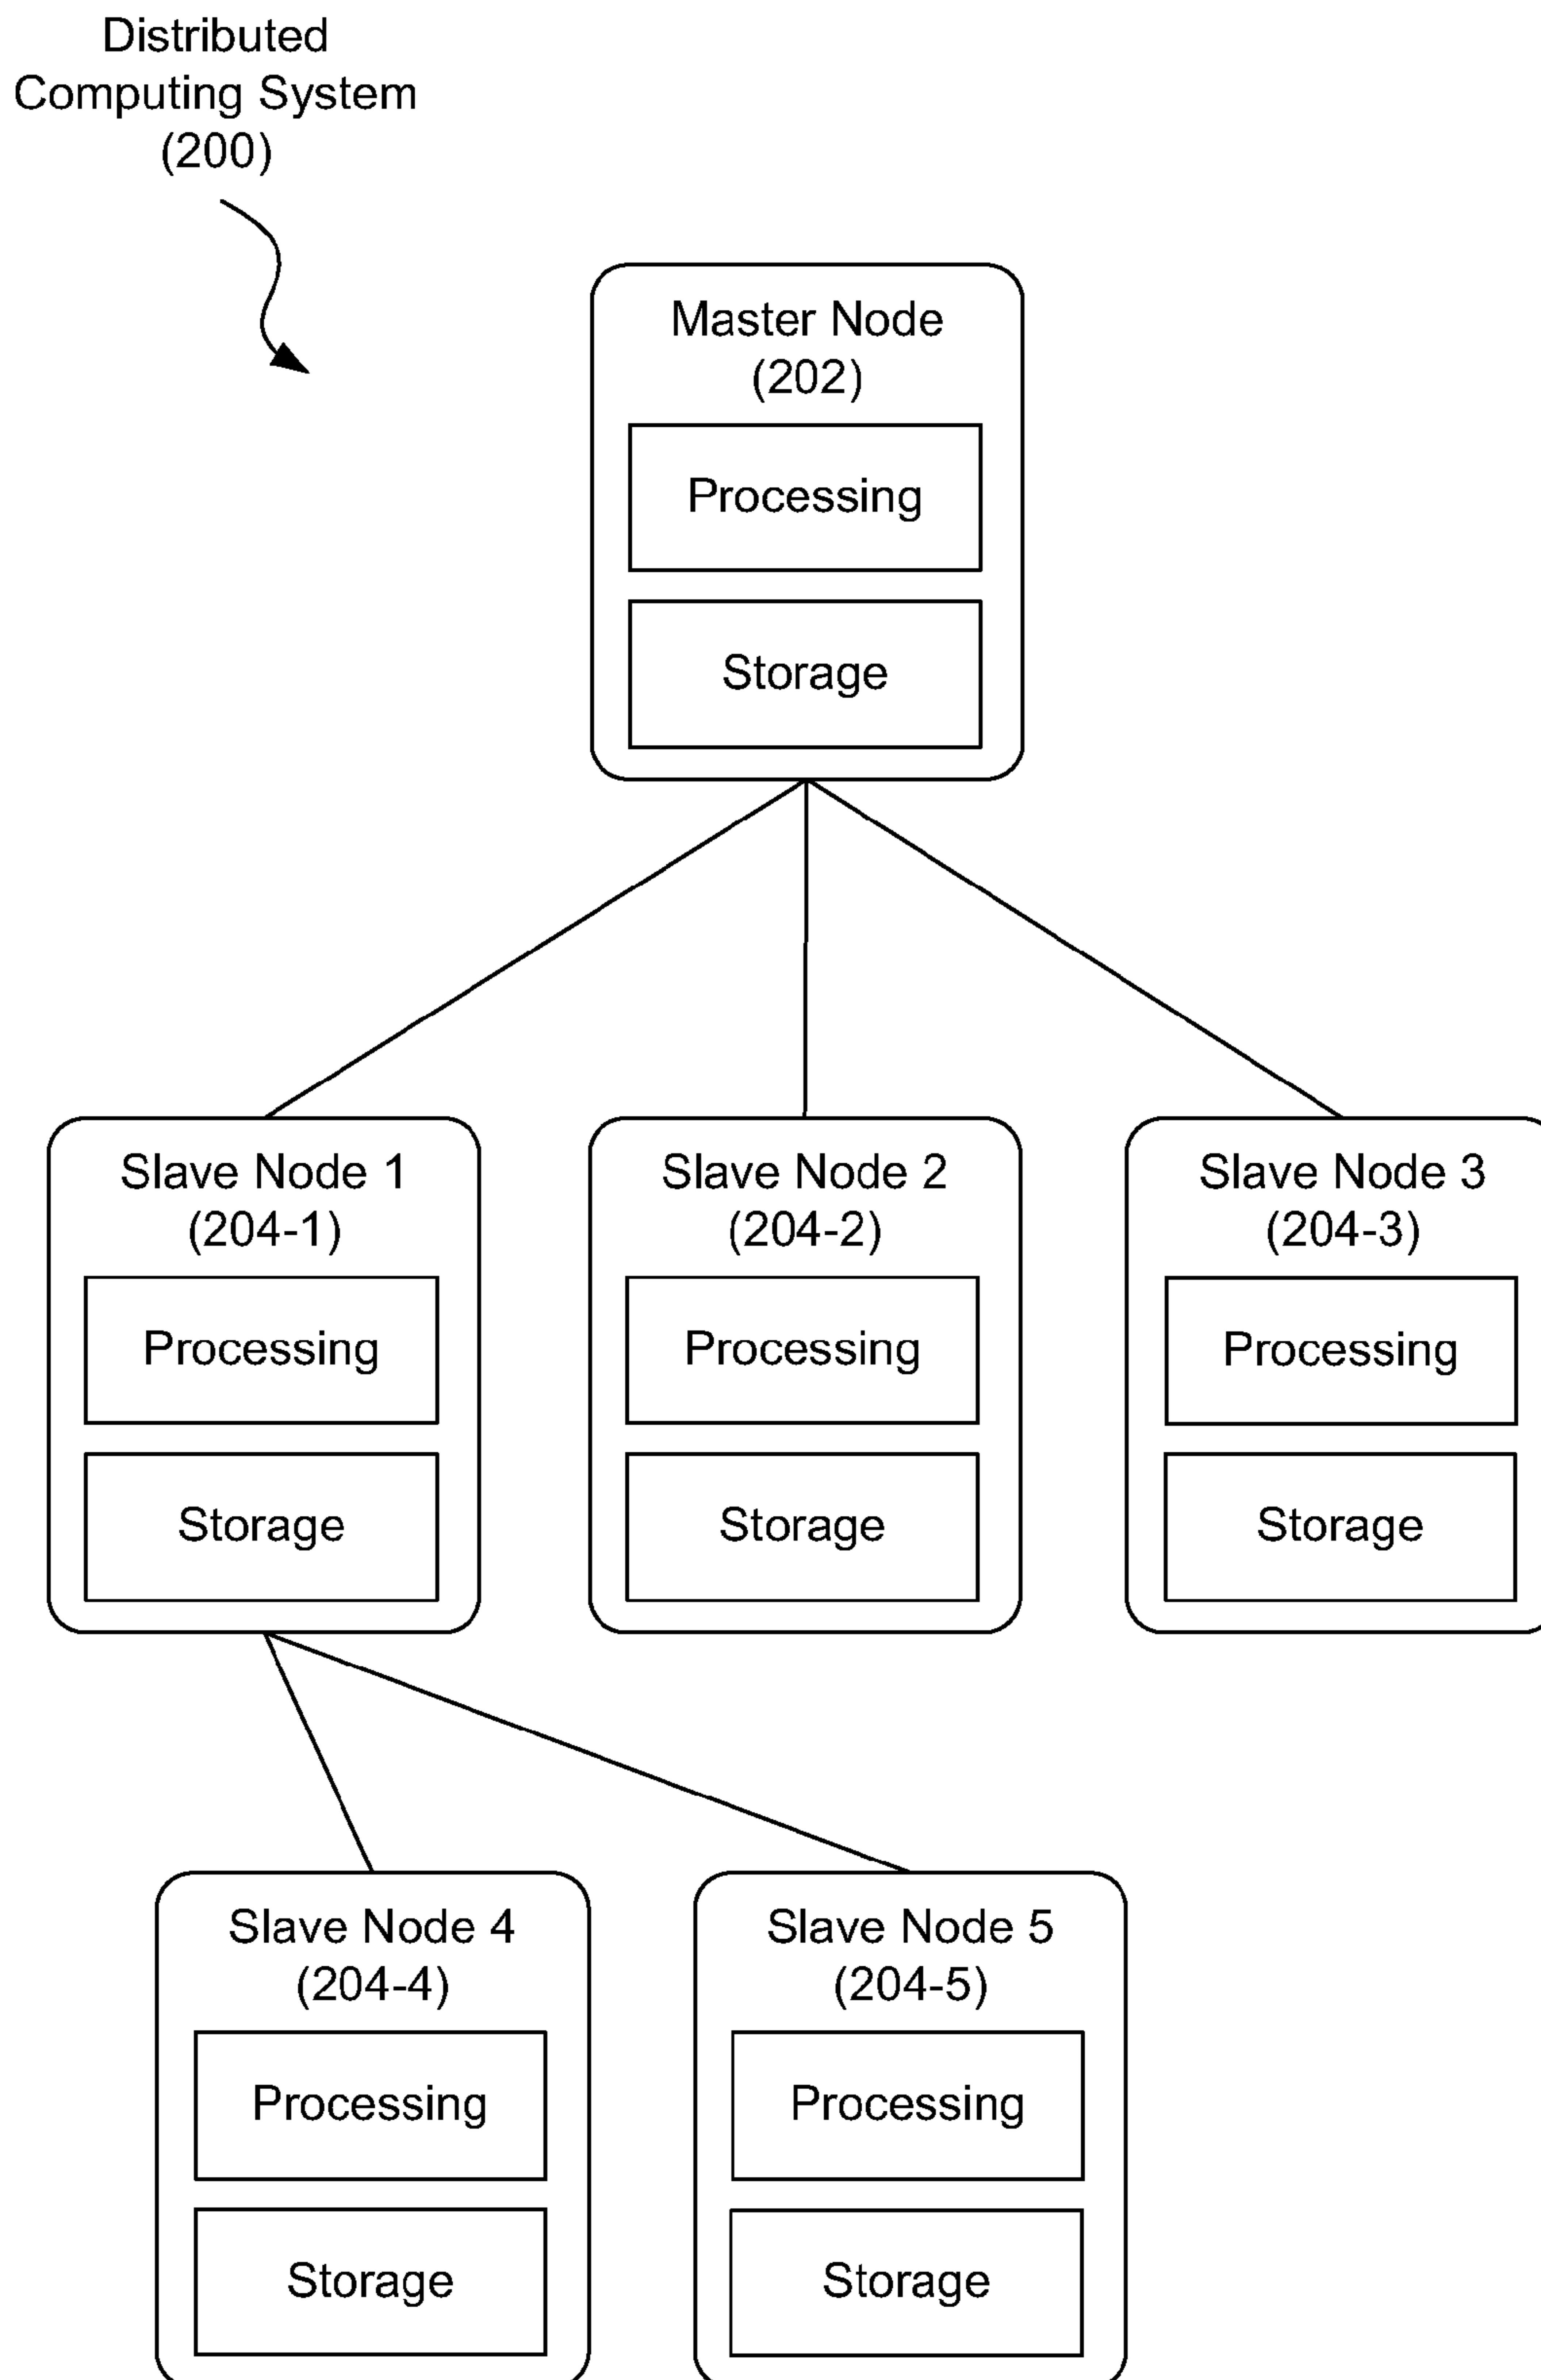 Distributed
Computing System
(200)
Master Node
(202)
Processing
Storage
Slave Node 1
(204-1)
Processing
Storage
Slave Node 2
(204-2)
Processing
Storage
Slave Node 3
(204-3)
Processing
Storage
Slave Node 4
(204-4)
Processing
Storage
Slave Node 5
(204-5)
Processing
Storage